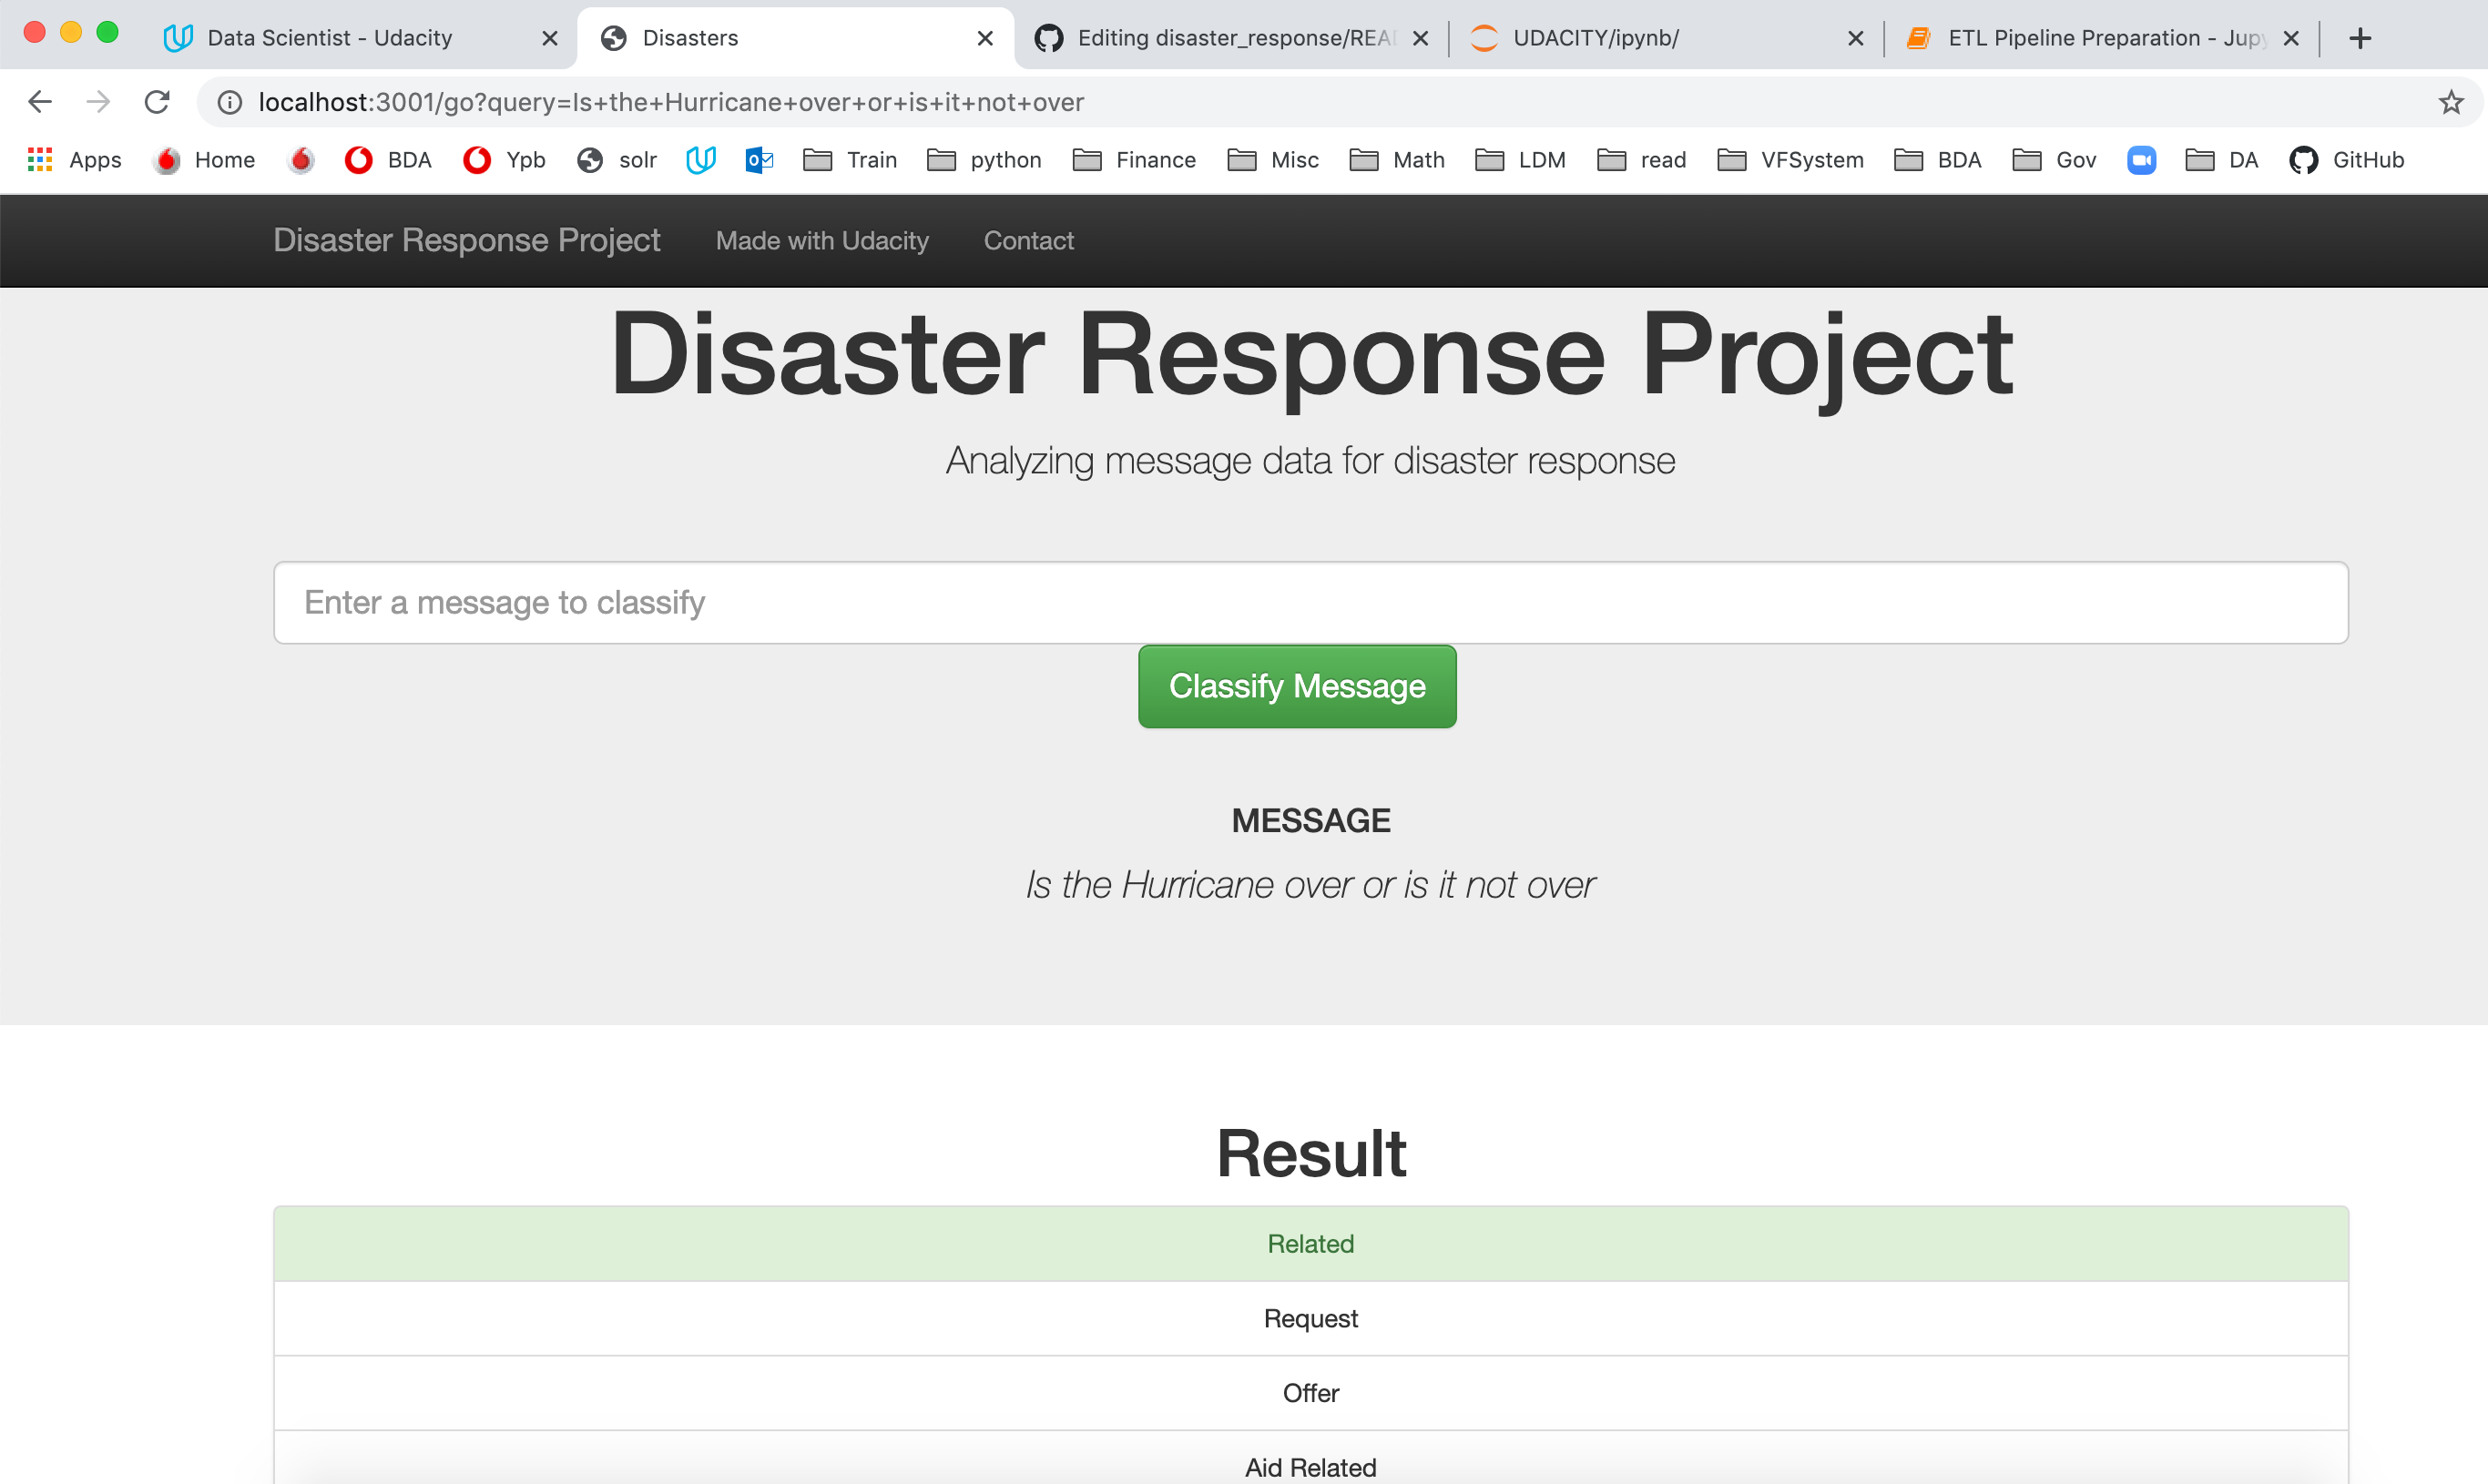 Data Scientist - Udacity
Disasters
Editing disaster_response/REA
UDACITY/ipynb/
ETL Pipeline Preparation - Jupy
localhost:3001/go?query=Is+the+Hurricane+over+or+is+it+not+over
Apps Home BDA Ypb solr Train python Finance Misc Math LDM read VFSystem BDA Gov DA GitHub
Disaster Response Project Made with Udacity Contact
Disaster Response Project
Analyzing message data for disaster response
Enter a message to classify
Classify Message
MESSAGE
Is the Hurricane over or is it not over
Result
Related
Request
Offer
Aid Related